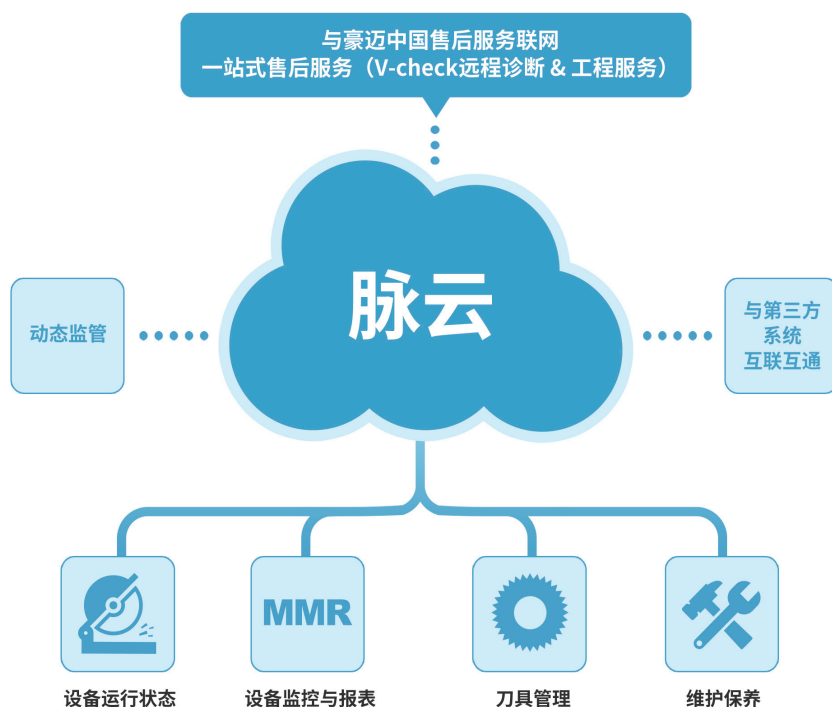 与豪迈中国售后服务联网
一站式售后服务（V-check远程诊断 & 工程服务）
脉云
动态监管
与第三方
系统
互联互通
MMR
设备运行状态
设备监控与报表
刀具管理
维护保养